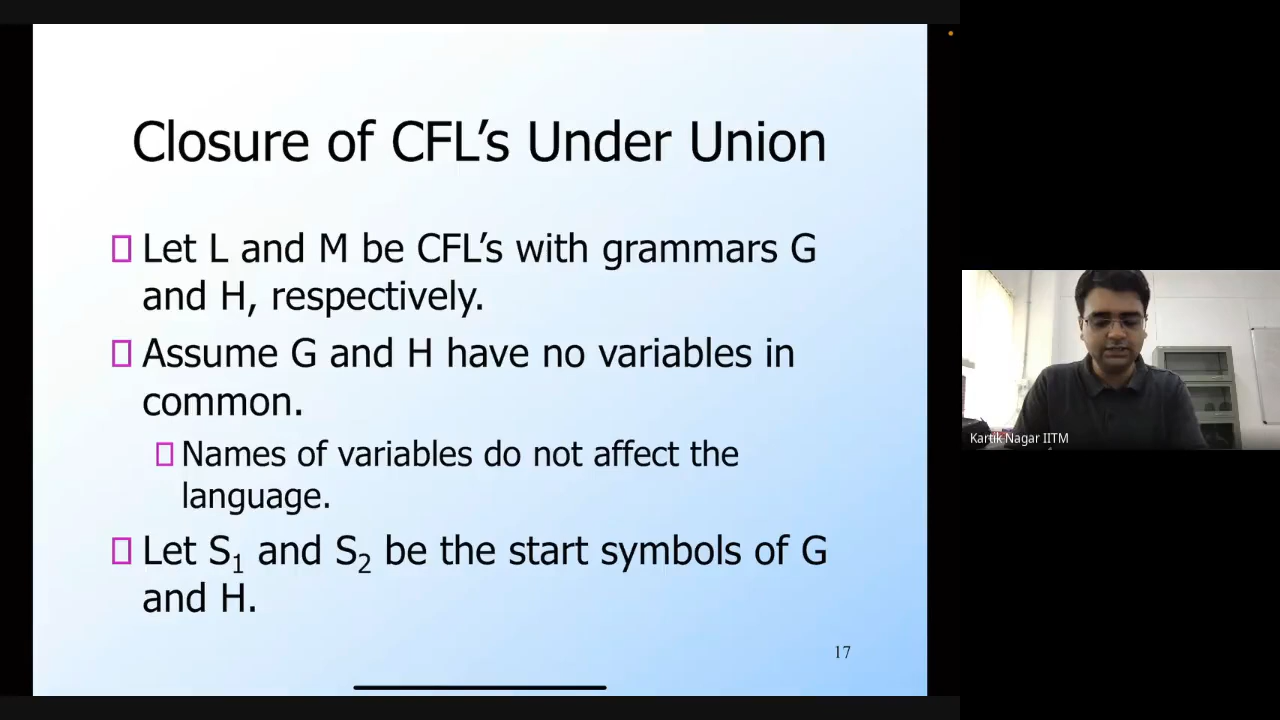 Closure of CFL’s Under Union
Let L and M be CFL’s with grammars G
and H, respectively.
Assume G and H have no variables in
common.
Names of variables do not affect the
language.
Let S₁ and S₂ be the start symbols of G
and H.
17
Kartik Nagar IITM